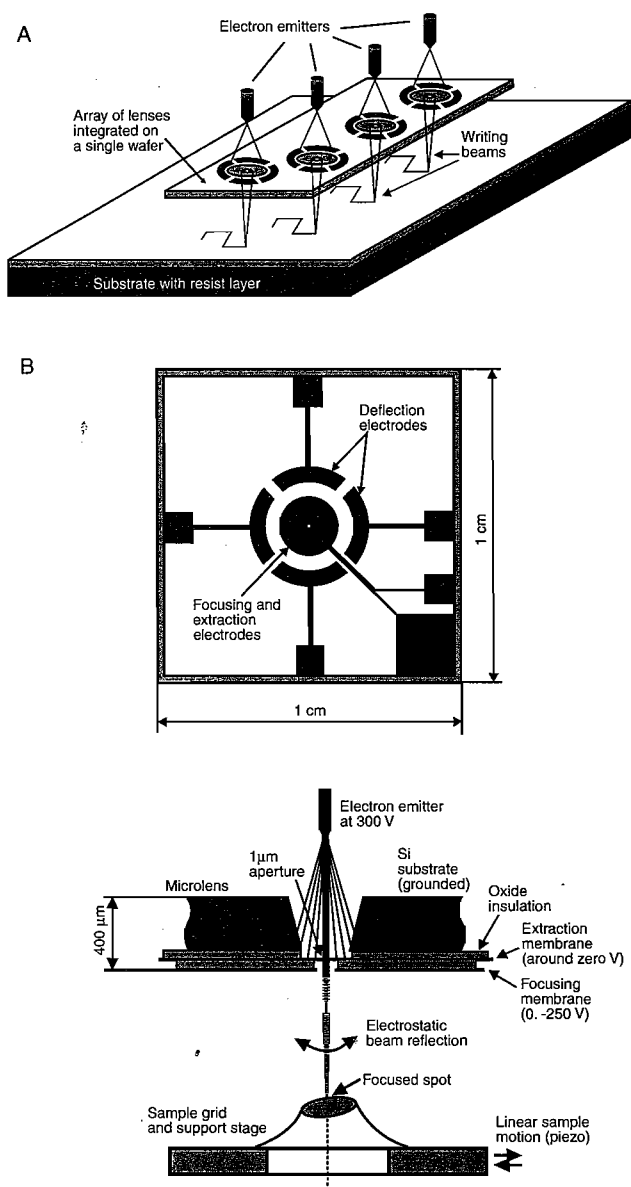 A
Electron emitters
Array of lenses
integrated on
a single wafer
Writing
beams
Substrate with resist layer
B
Deflection
electrodes
Focusing and
extraction
electrodes
1 cm
1 cm
Electron emitter
at 300 V
1μm
aperture
Si
substrate
(grounded)
Microlens
Oxide
insulation
400 μm
Extraction
membrane
(around zero V)
Focusing
membrane
(0. -250 V)
Electrostatic
beam reflection
Focused spot
Sample grid
and support stage
Linear sample
motion (piezo)